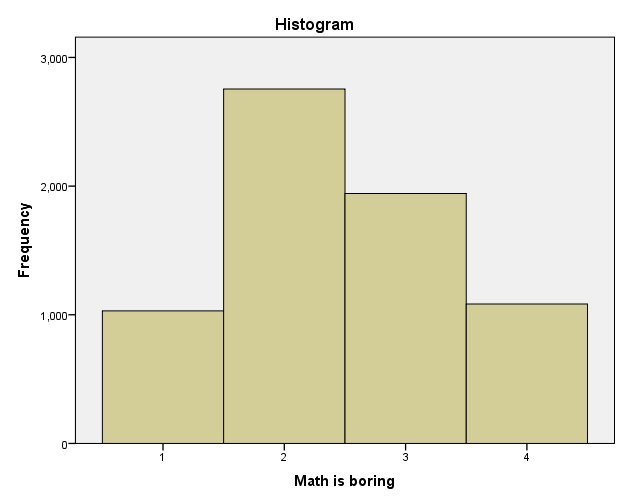 Histogram
3,000
2,000
1,000
0
Frequency
1 2 3 4
Math is boring